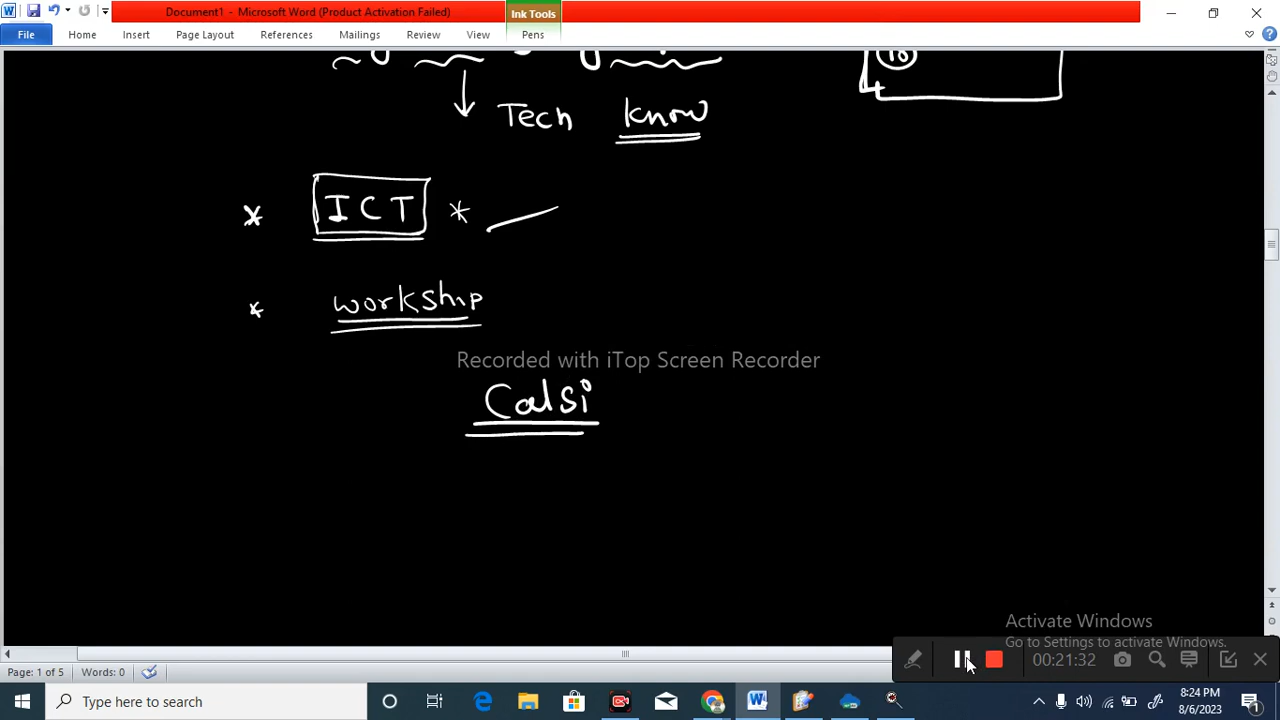 Document1 - Microsoft Word (Product Activation Failed)
Ink Tools
File Home Insert Page Layout References Mailings Review View Pens
10
Tech know
* ICT *
* workship
Recorded with iTop Screen Recorder
Calsi
Activate Windows
Go to Settings to activate Windows.
00:21:32
Page: 1 of 5 Words: 0
Type here to search
8:24 PM
8/6/2023